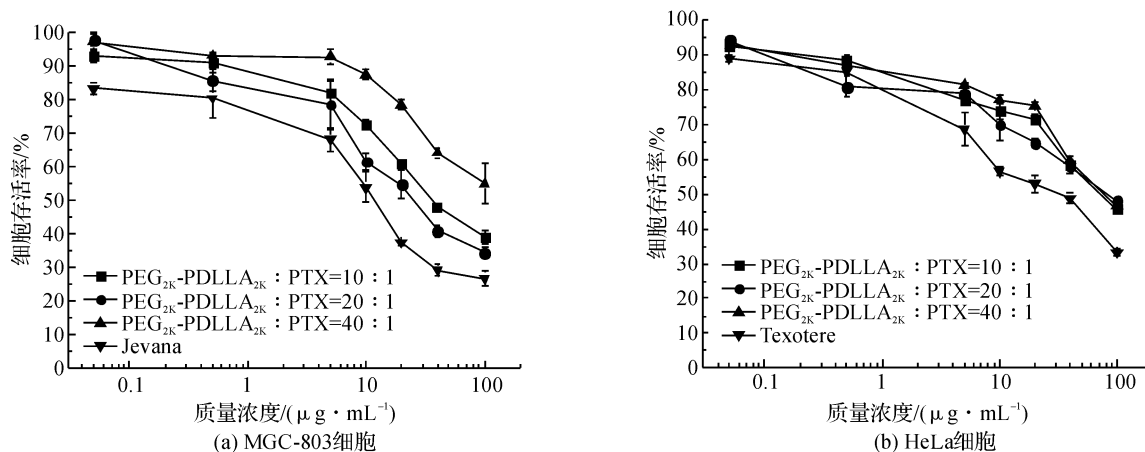 100
90
80
70
60
50
40
30
20
10
0
细胞存活率/%
PEG2K-PDLLA2K：PTX=10：1
PEG2K-PDLLA2K：PTX=20：1
PEG2K-PDLLA2K：PTX=40：1
Jevana
0.1 1 10 100
质量浓度/(μg·mL⁻¹)
(a) MGC-803细胞
100
90
80
70
60
50
40
30
20
10
0
细胞存活率/%
PEG2K-PDLLA2K：PTX=10：1
PEG2K-PDLLA2K：PTX=20：1
PEG2K-PDLLA2K：PTX=40：1
Texotere
0.1 1 10 100
质量浓度/(μg·mL⁻¹)
(b) HeLa细胞